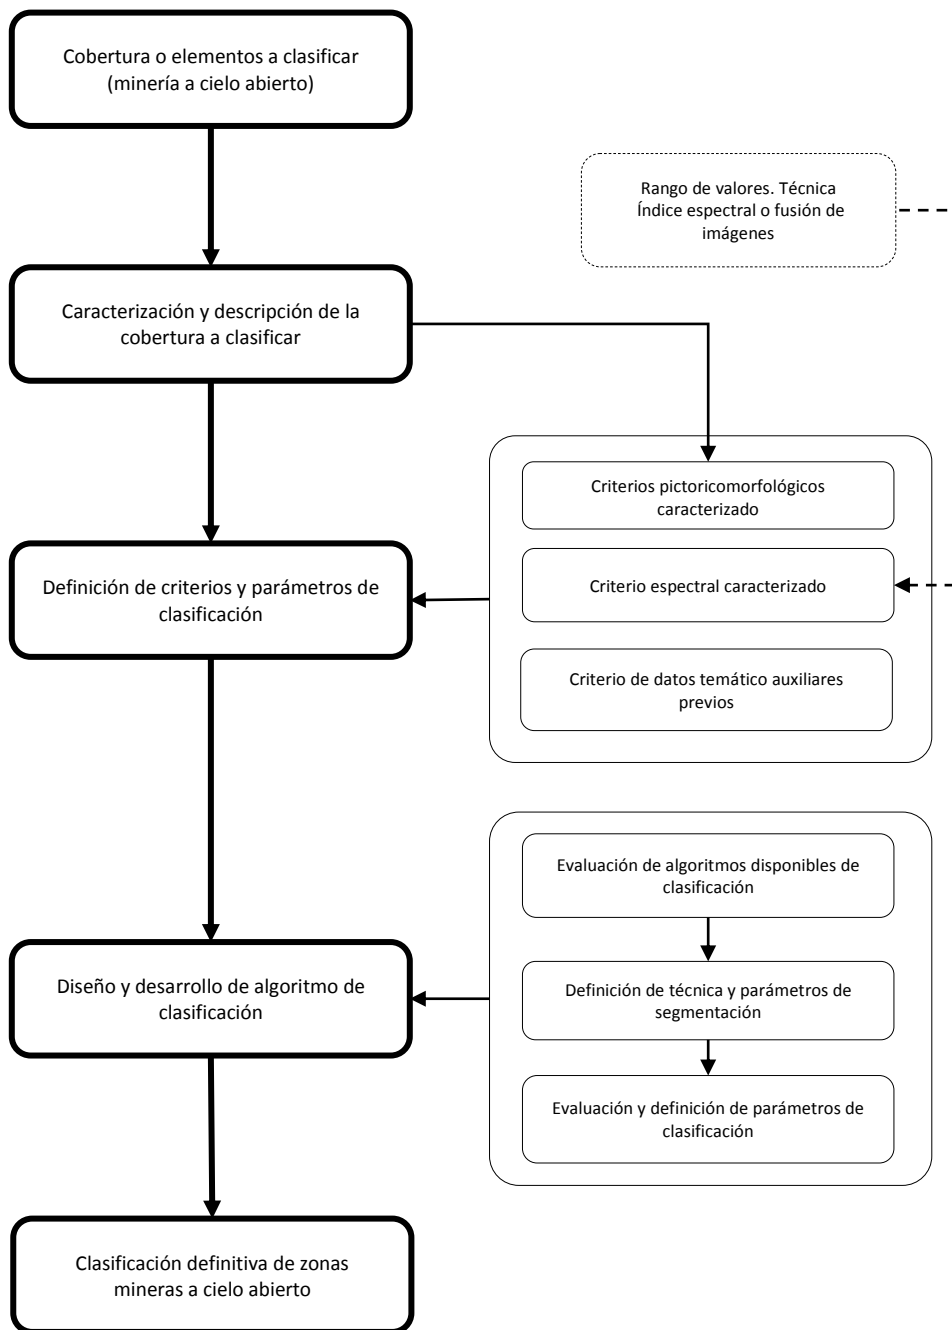 Cobertura o elementos a clasificar
(minería a cielo abierto)
Rango de valores. Técnica
Índice espectral o fusión de
imágenes
Caracterización y descripción de la
cobertura a clasificar
Criterios pictoricomorfológicos
caracterizado
Definición de criterios y parámetros de
clasificación
Criterio espectral caracterizado
Criterio de datos temático auxiliares
previos
Evaluación de algoritmos disponibles de
clasificación
Diseño y desarrollo de algoritmo de
clasificación
Definición de técnica y parámetros de
segmentación
Evaluación y definición de parámetros de
clasificación
Clasificación definitiva de zonas
mineras a cielo abierto